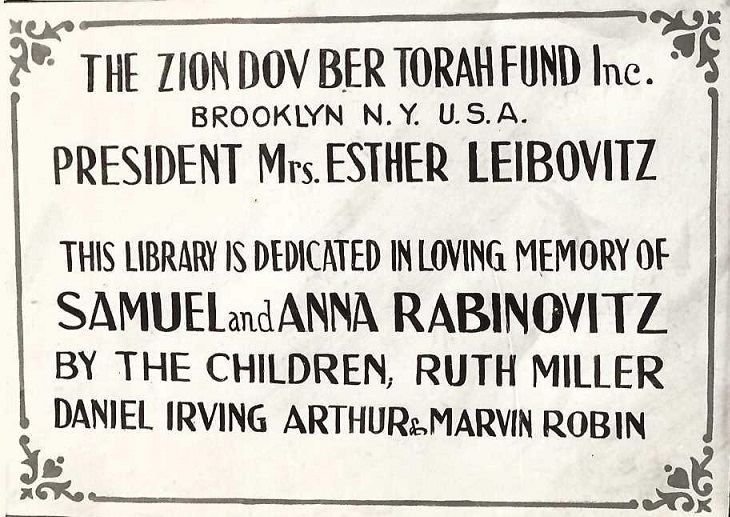 THE ZION DOV BER TORAH FUND Inc.
BROOKLYN N.Y. U.S.A.
PRESIDENT Mrs. ESTHER LEIBOVITZ
THIS LIBRARY IS DEDICATED IN LOVING MEMORY OF
SAMUEL and ANNA RABINOVITZ
BY THE CHILDREN, RUTH MILLER
DANIEL IRVING ARTHUR & MARVIN ROBIN